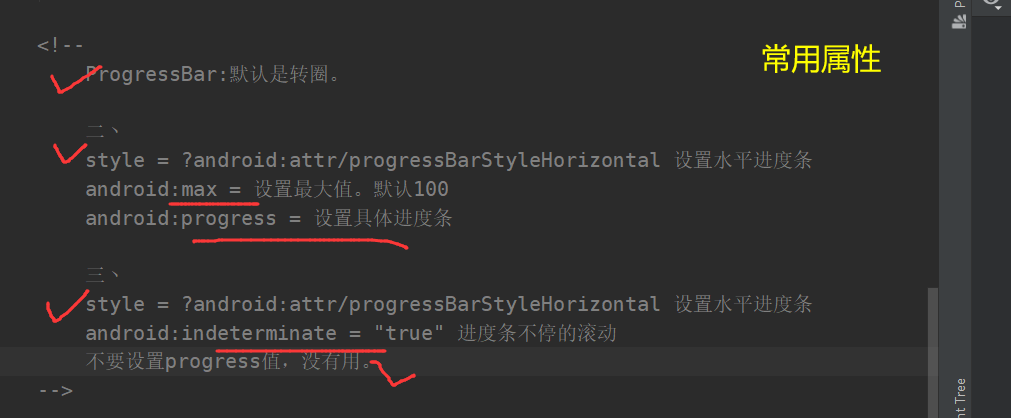 <!--
ProgressBar:默认是转圈。
常用属性
二、
style = ?android:attr/progressBarStyleHorizontal 设置水平进度条
android:max = 设置最大值。默认100
android:progress = 设置具体进度条
三、
style = ?android:attr/progressBarStyleHorizontal 设置水平进度条
android:indeterminate = "true" 进度条不停的滚动
不要设置progress值，没有用。
-->
P
nt Tree